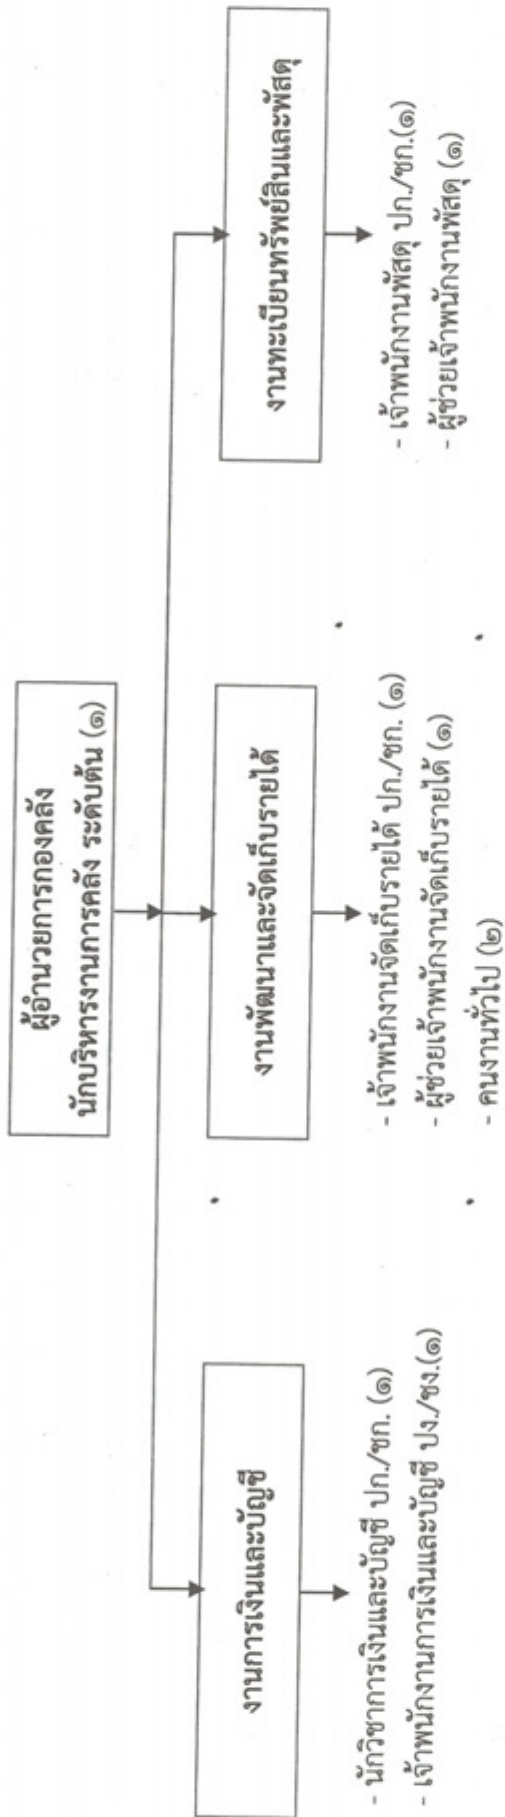 ผู้อำนวยการกองคลัง
นักบริหารงานการคลัง ระดับต้น (๑)
งานการเงินและบัญชี
- นักวิชาการเงินและบัญชี ปก./ชก. (๑)
- เจ้าพนักงานการเงินและบัญชี ปง./ชง.(๑)
งานพัฒนาและจัดเก็บรายได้
- เจ้าพนักงานจัดเก็บรายได้ ปก./ชก. (๑)
- ผู้ช่วยเจ้าพนักงานจัดเก็บรายได้ (๑)
- คนงานทั่วไป (๒)
งานทะเบียนทรัพย์สินและพัสดุ
- เจ้าพนักงานพัสดุ ปก./ชก.(๑)
- ผู้ช่วยเจ้าพนักงานพัสดุ (๑)